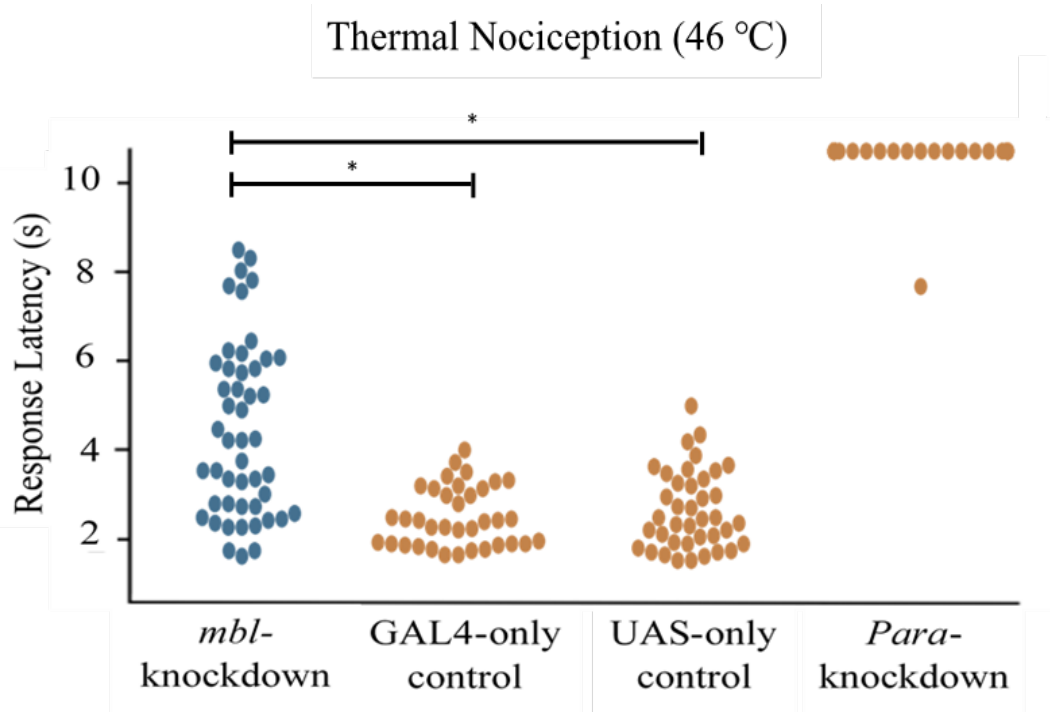 Thermal Nociception (46 °C)
*
*
Response Latency (s)
10
8
6
4
2
mbl-
knockdown
GAL4-only
control
UAS-only
control
Para-
knockdown